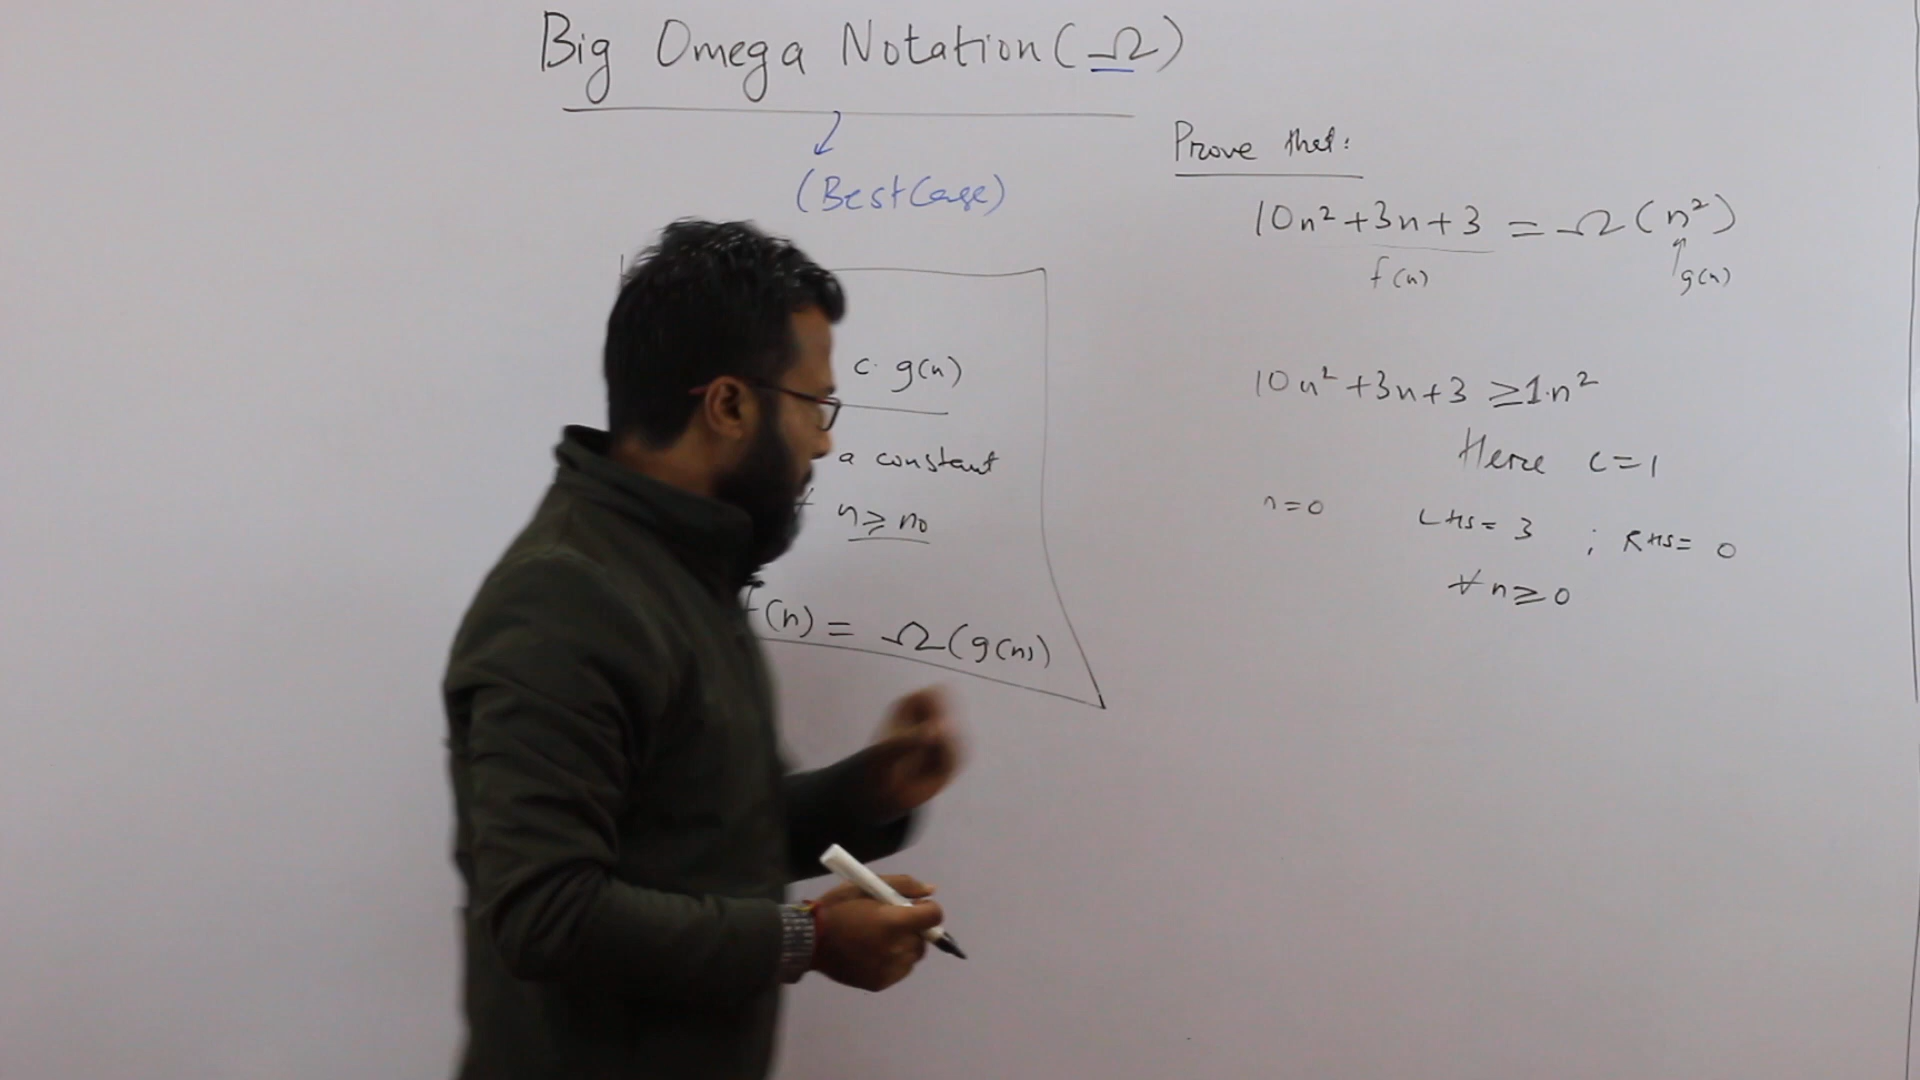 Big Omega Notation (Ω)
(Best Case)
c. g(n)
a constant
∀ n ≥ n₀
f(n) = Ω(g(n))
Prove that:
10n² + 3n + 3 = Ω(n²)
f(n) g(n)
10n² + 3n + 3 ≥ 1.n²
Here c = 1
n = 0 LHS = 3 ; RHS = 0
∀ n ≥ 0